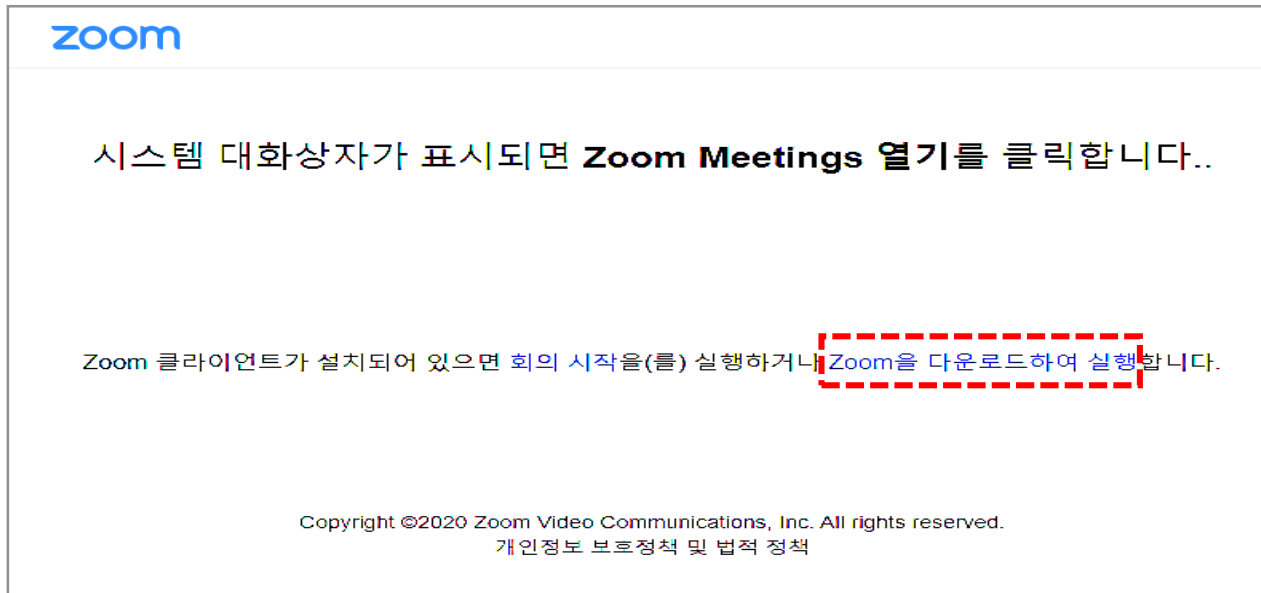 zoom
시스템 대화상자가 표시되면 Zoom Meetings 열기를 클릭합니다..
Zoom 클라이언트가 설치되어 있으면 회의 시작을(를) 실행하거나 Zoom을 다운로드하여 실행합니다.
Copyright ©2020 Zoom Video Communications, Inc. All rights reserved.
개인정보 보호정책 및 법적 정책